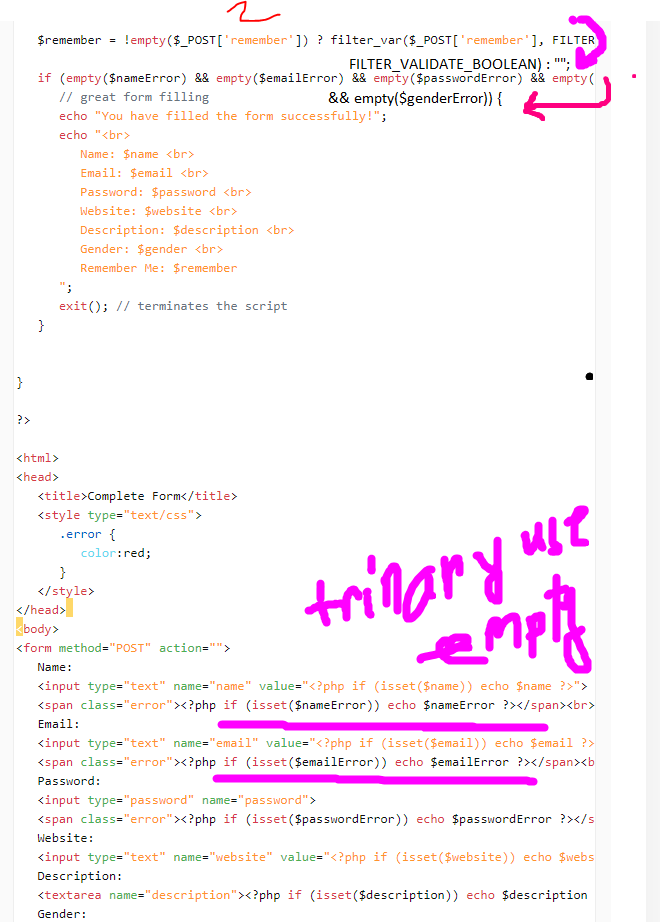 2
$remember = !empty($_POST['remember']) ? filter_var($_POST['remember'], FILTER
FILTER_VALIDATE_BOOLEAN) : "";
if (empty($nameError) && empty($emailError) && empty($passwordError) && empty(
// great form filling
&& empty($genderError)) {
echo "You have filled the form successfully!";
echo "<br>
Name: $name <br>
Email: $email <br>
Password: $password <br>
Website: $website <br>
Description: $description <br>
Gender: $gender <br>
Remember Me: $remember
";
exit(); // terminates the script
}
}
?>
<html>
<head>
<title>Complete Form</title>
<style type="text/css">
.error {
color:red;
}
</style>
</head>
trinary use
empty
<body>
<form method="POST" action="">
Name:
<input type="text" name="name" value="<?php if (isset($name)) echo $name ?>">
<span class="error"><?php if (isset($nameError)) echo $nameError ?></span><br>
Email:
<input type="text" name="email" value="<?php if (isset($email)) echo $email ?>
<span class="error"><?php if (isset($emailError)) echo $emailError ?></span><b
Password:
<input type="password" name="password">
<span class="error"><?php if (isset($passwordError)) echo $passwordError ?></s
Website:
<input type="text" name="website" value="<?php if (isset($website)) echo $webs
Description:
<textarea name="description"><?php if (isset($description)) echo $description
Gender: